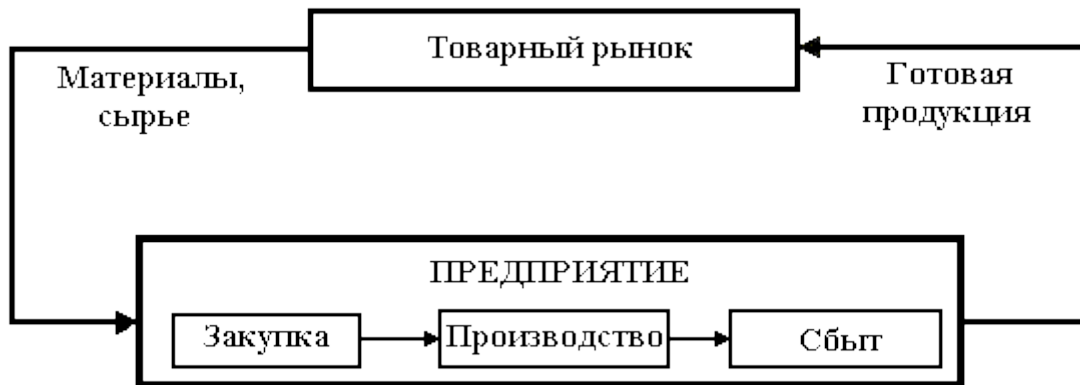 Товарный рынок
Материалы,
сырье
Готовая
продукция
ПРЕДПРИЯТИЕ
Закупка
Производство
Сбыт